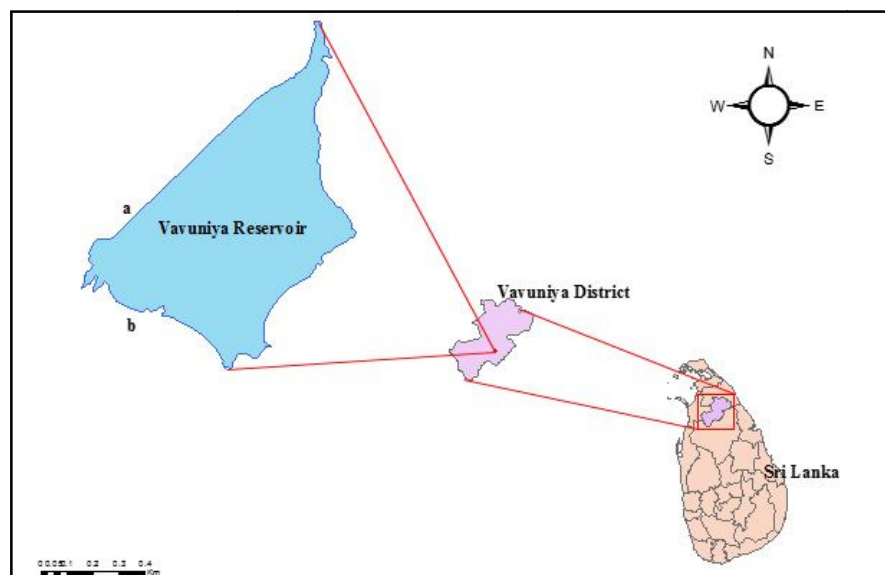 N
W E
S
a
Vavuniya Reservoir
b
Vavuniya District
Sri Lanka
0 0.05 0.1 0.2 0.3 0.4
Km